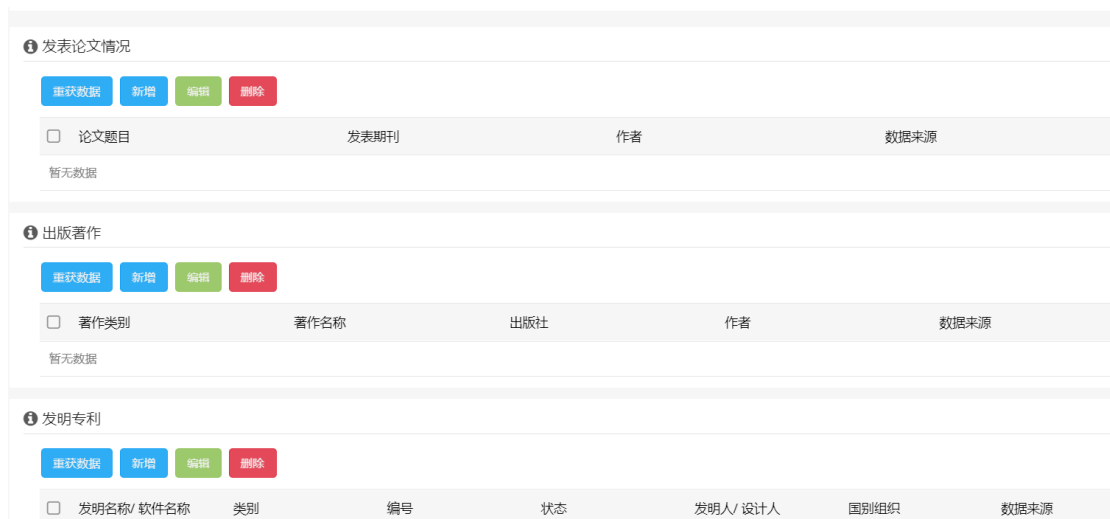 发表论文情况
重获数据 新增 编辑 删除
论文题目 发表期刊 作者 数据来源
暂无数据
出版著作
重获数据 新增 编辑 删除
著作类别 著作名称 出版社 作者 数据来源
暂无数据
发明专利
重获数据 新增 编辑 删除
发明名称/ 软件名称 类别 编号 状态 发明人/ 设计人 国别组织 数据来源